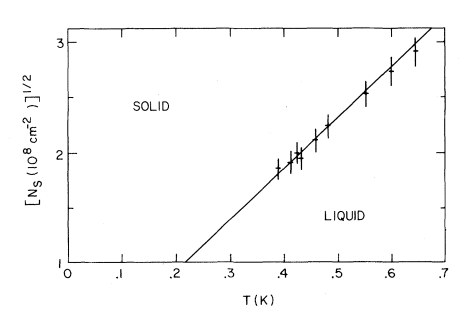 3
2
1
[N_S (10^8 cm^-2)]^1/2
SOLID
LIQUID
0 .1 .2 .3 .4 .5 .6 .7
T(K)